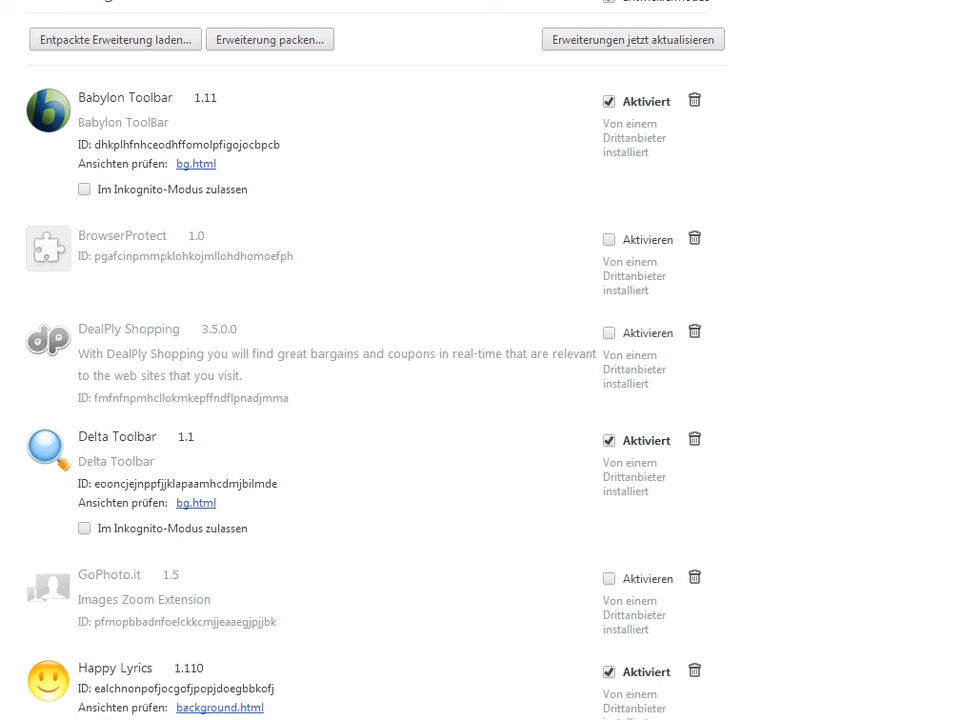 Entpackte Erweiterung laden... Erweiterung packen... Erweiterungen jetzt aktualisieren
Babylon Toolbar 1.11
Aktiviert
Babylon ToolBar
Von einem
Drittanbieter
installiert
ID: dhkplhfnhceodhffomolpfigojocbpcb
Ansichten prüfen: bg.html
Im Inkognito-Modus zulassen
BrowserProtect 1.0
Aktivieren
ID: pgafcinpmmpklohkojmllohdhomoefph
Von einem
Drittanbieter
installiert
dp
DealPly Shopping 3.5.0.0
Aktivieren
With DealPly Shopping you will find great bargains and coupons in real-time that are relevant
to the web sites that you visit.
Von einem
Drittanbieter
installiert
ID: fmfnfnpmhcllokmkepffndflpnadjmma
Delta Toolbar 1.1
Aktiviert
Delta Toolbar
Von einem
Drittanbieter
installiert
ID: eooncjejnppfjjklapaamhcdmjbilmde
Ansichten prüfen: bg.html
Im Inkognito-Modus zulassen
GoPhoto.it 1.5
Aktivieren
Images Zoom Extension
Von einem
Drittanbieter
installiert
ID: pfmopbbadnfoelckkcmjjeaaegjpjjbk
Happy Lyrics 1.110
Aktiviert
ID: ealchnonpofjocgofjpopjdoegbbkofj
Von einem
Drittanbieter
Ansichten prüfen: background.html